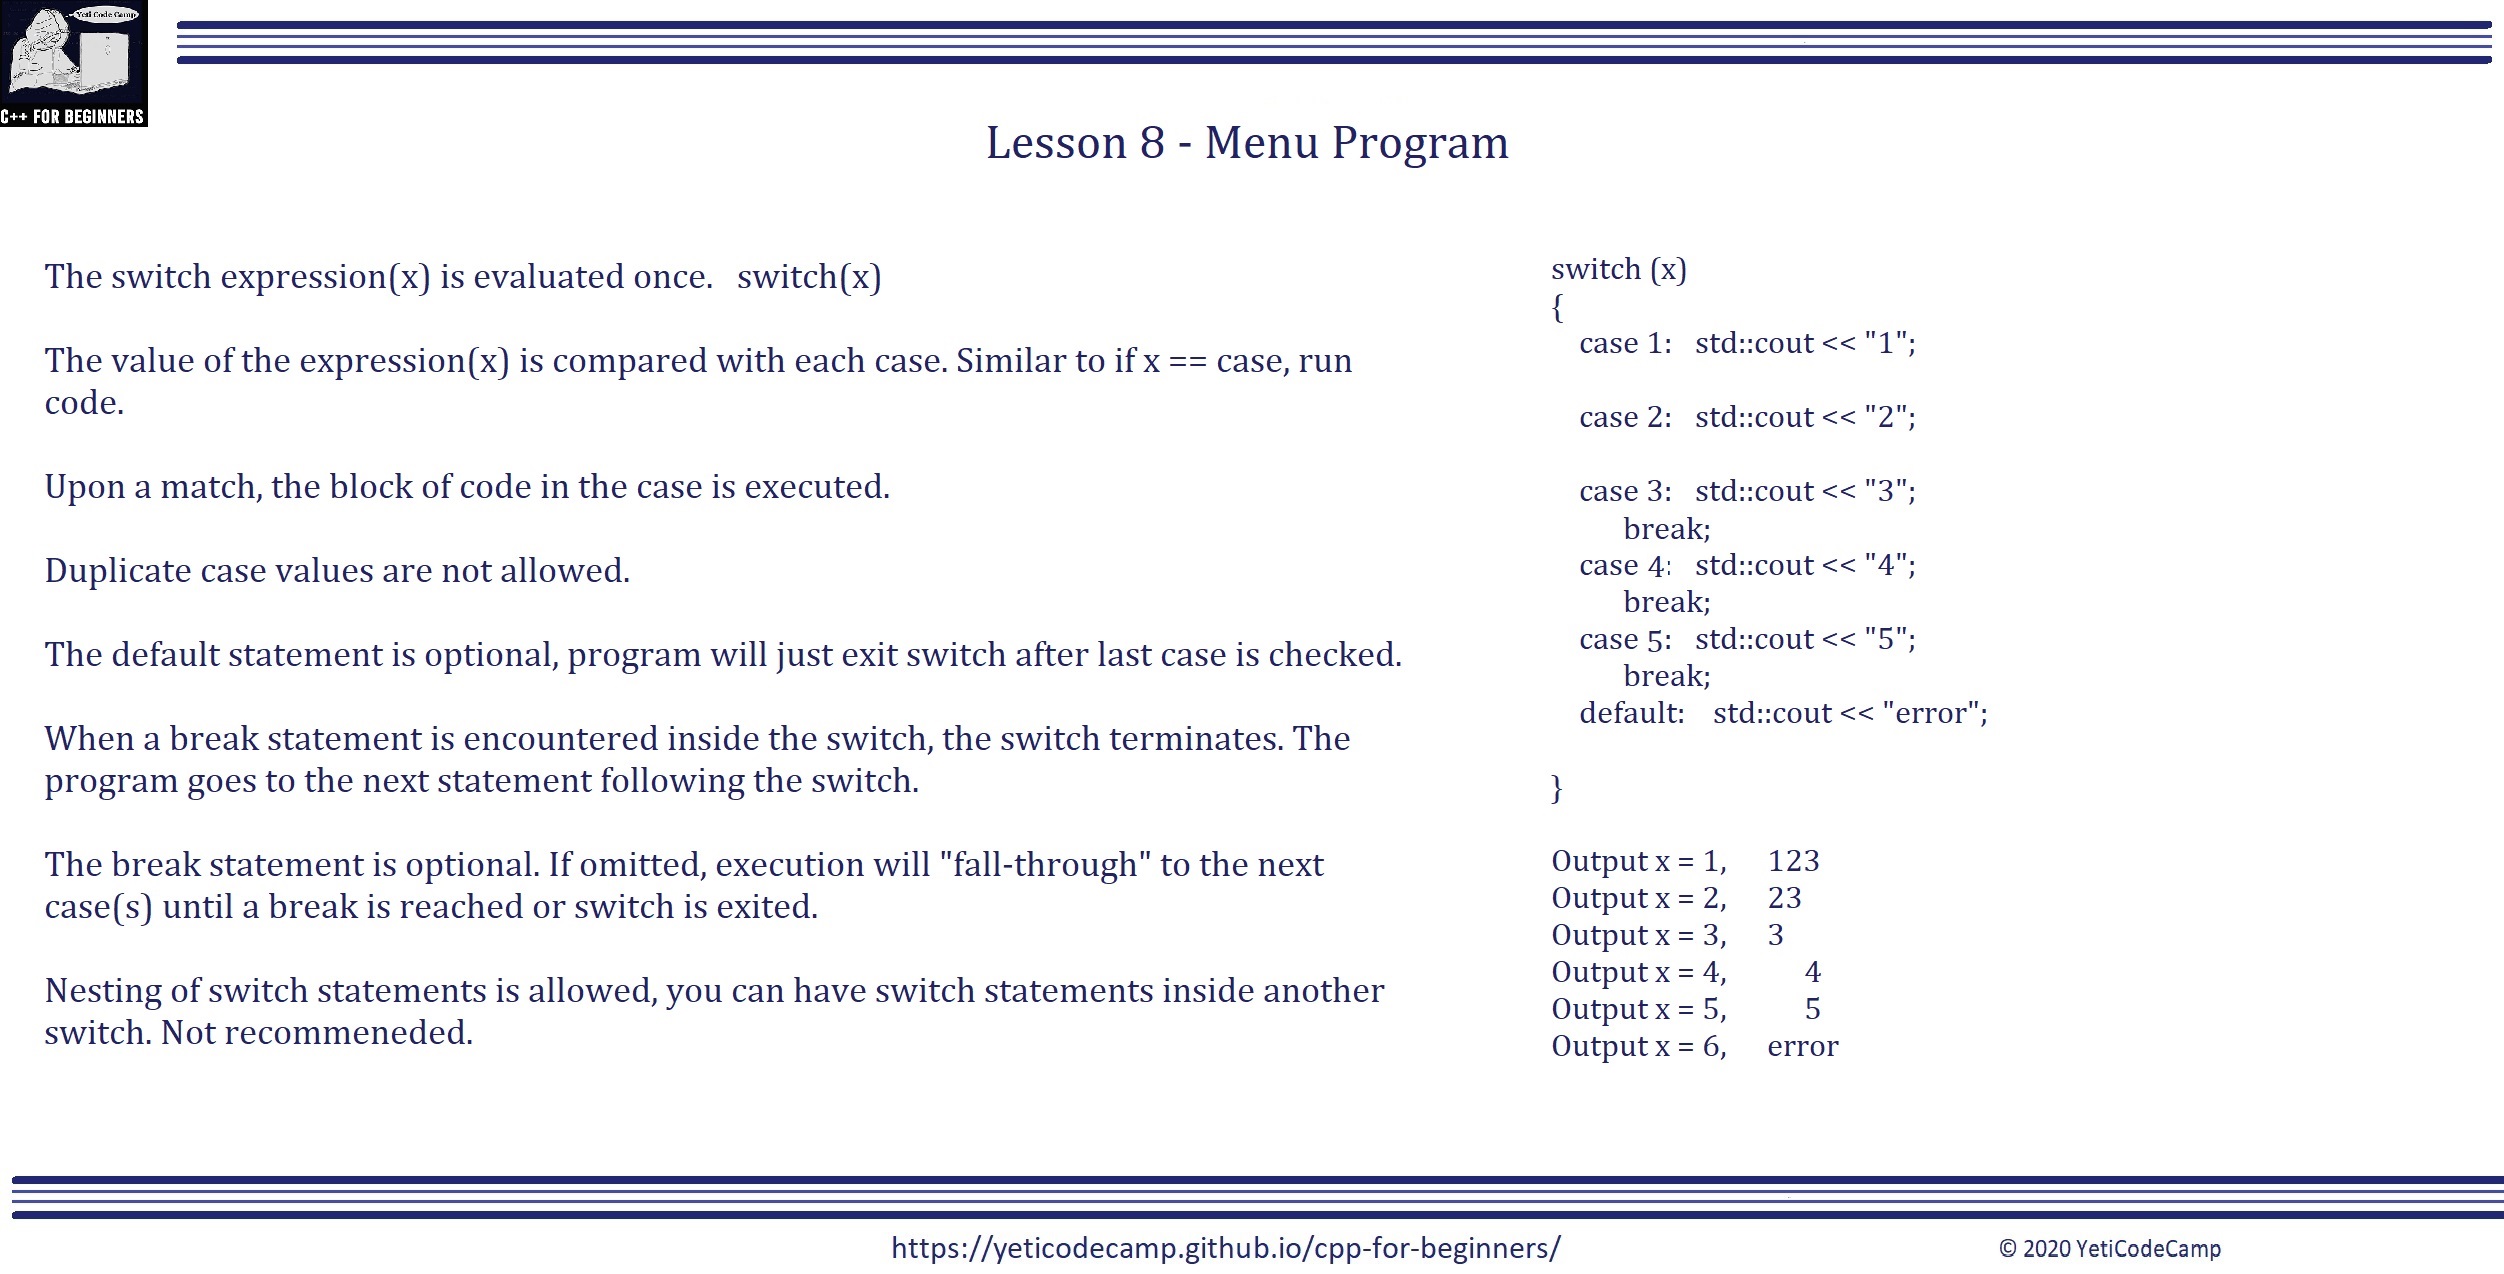 Yeti Code Camp
C++ FOR BEGINNERS
Lesson 8 - Menu Program
The switch expression(x) is evaluated once.   switch(x)
The value of the expression(x) is compared with each case. Similar to if x == case, run
code.
Upon a match, the block of code in the case is executed.
Duplicate case values are not allowed.
The default statement is optional, program will just exit switch after last case is checked.
When a break statement is encountered inside the switch, the switch terminates. The
program goes to the next statement following the switch.
The break statement is optional. If omitted, execution will "fall-through" to the next
case(s) until a break is reached or switch is exited.
Nesting of switch statements is allowed, you can have switch statements inside another
switch. Not recommeneded.
switch (x)
{
case 1:   std::cout << "1";
case 2:   std::cout << "2";
case 3:   std::cout << "3";
break;
case 4:   std::cout << "4";
break;
case 5:   std::cout << "5";
break;
default:   std::cout << "error";
}
Output x = 1,   123
Output x = 2,   23
Output x = 3,   3
Output x = 4,   4
Output x = 5,   5
Output x = 6,   error
https://yeticodecamp.github.io/cpp-for-beginners/
© 2020 YetiCodeCamp